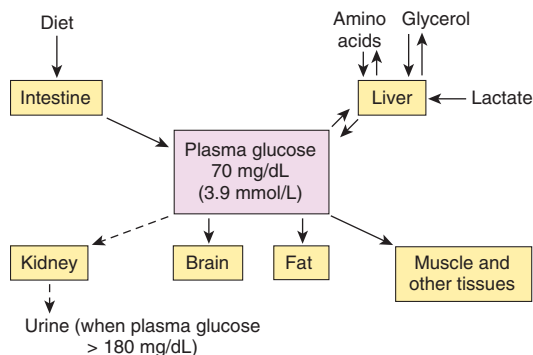 Diet
Amino
acids
Glycerol
Intestine
Liver
Lactate
Plasma glucose
70 mg/dL
(3.9 mmol/L)
Kidney
Brain
Fat
Muscle and
other tissues
Urine (when plasma glucose
> 180 mg/dL)